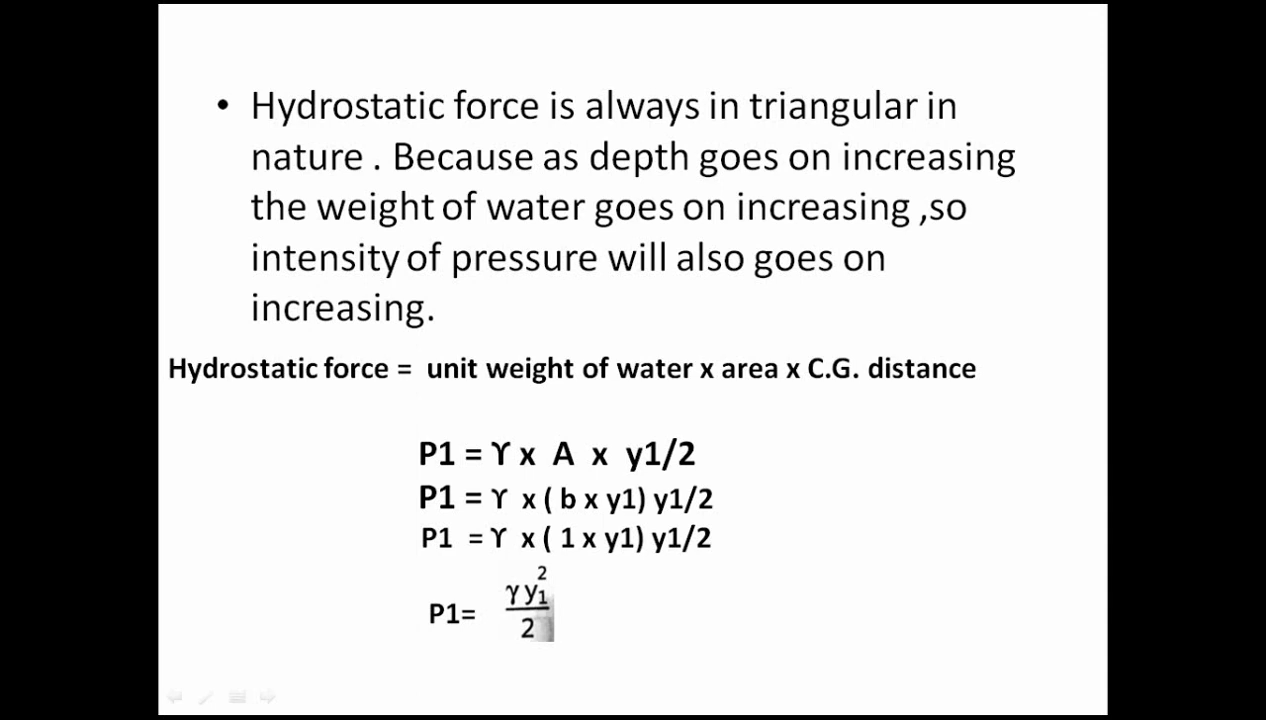 • Hydrostatic force is always in triangular in
nature . Because as depth goes on increasing
the weight of water goes on increasing ,so
intensity of pressure will also goes on
increasing.
Hydrostatic force = unit weight of water x area x C.G. distance
P1 = ϒ x A x y1/2
P1 = ϒ x ( b x y1) y1/2
P1 = ϒ x ( 1 x y1) y1/2
P1= γy₁²/2